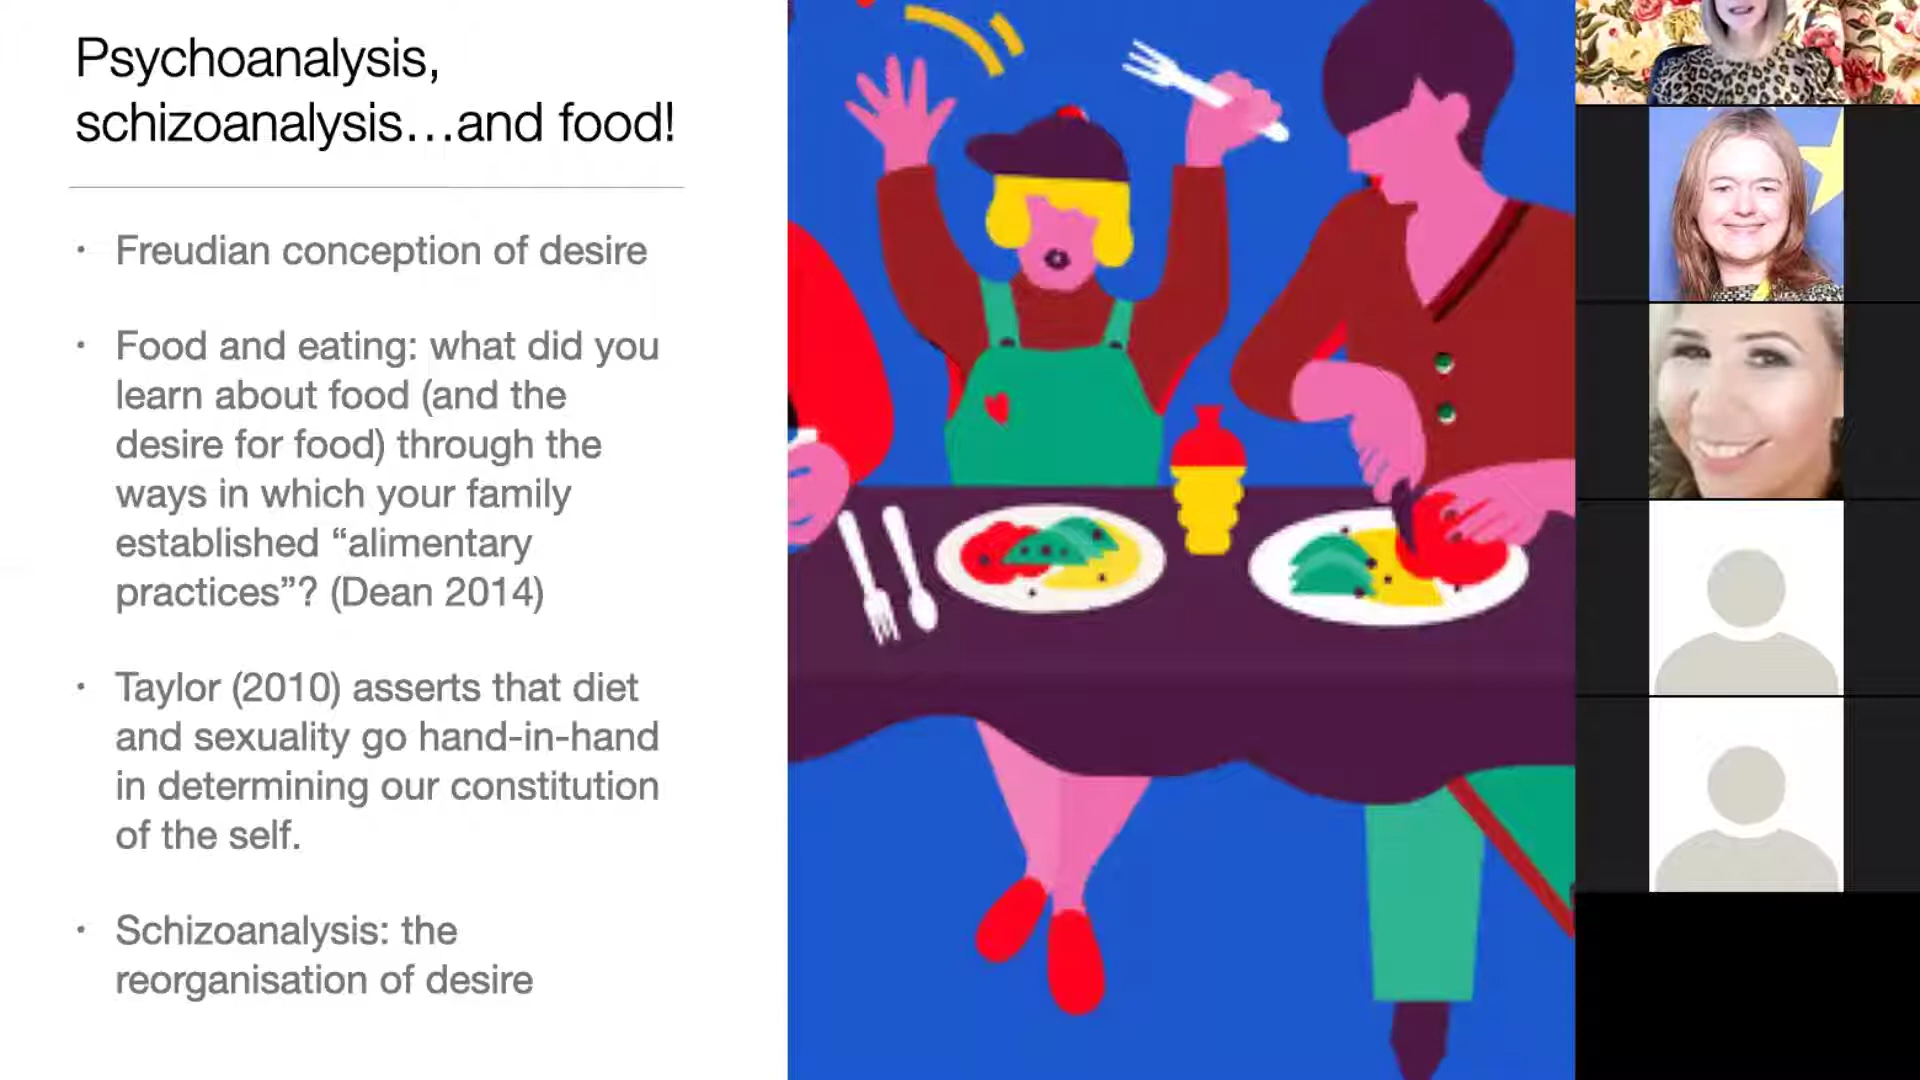 Psychoanalysis,
schizoanalysis…and food!
• Freudian conception of desire
• Food and eating: what did you
learn about food (and the
desire for food) through the
ways in which your family
established “alimentary
practices”? (Dean 2014)
• Taylor (2010) asserts that diet
and sexuality go hand-in-hand
in determining our constitution
of the self.
• Schizoanalysis: the
reorganisation of desire